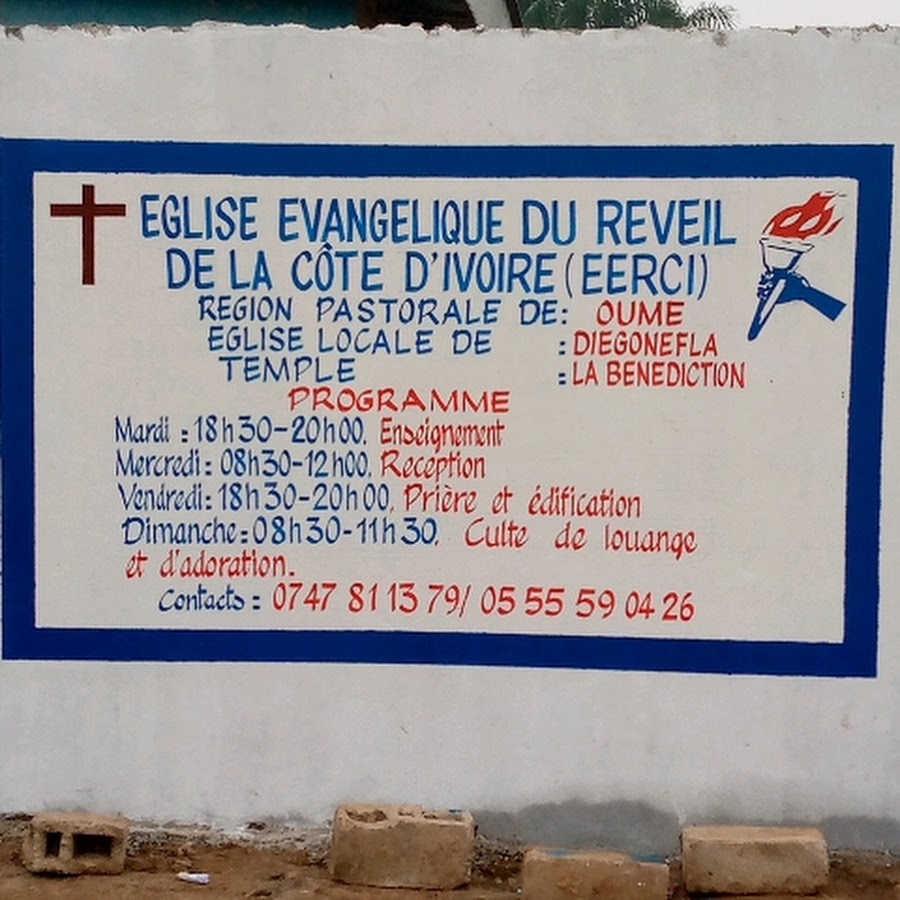 EGLISE EVANGELIQUE DU REVEIL
DE LA CÔTE D'IVOIRE (EERCI)
REGION PASTORALE DE: OUME
EGLISE LOCALE DE : DIEGONEFLA
TEMPLE : LA BENEDICTION
PROGRAMME
Mardi : 18h30-20h00. Enseignement
Mercredi: 08h30-12h00. Reception
Vendredi: 18h30-20h00. Prière et édification
Dimanche: 08h30-11h30. Culte de louange
et d'adoration.
Contacts : 0747 81 13 79/ 05 55 59 04 26